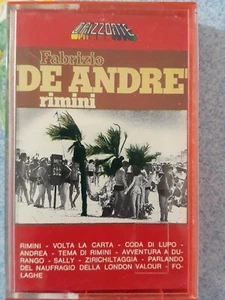 ORIZZONTE
Fabrizio
DE ANDRE'
rimini
RIMINI - VOLTA LA CARTA - CODA DI LUPO -
ANDREA - TEMA DI RIMINI - AVVENTURA A DU-
RANGO - SALLY - ZIRICHILTAGGIA - PARLANDO
DEL NAUFRAGIO DELLA LONDON VALOUR - FO-
LAGHE